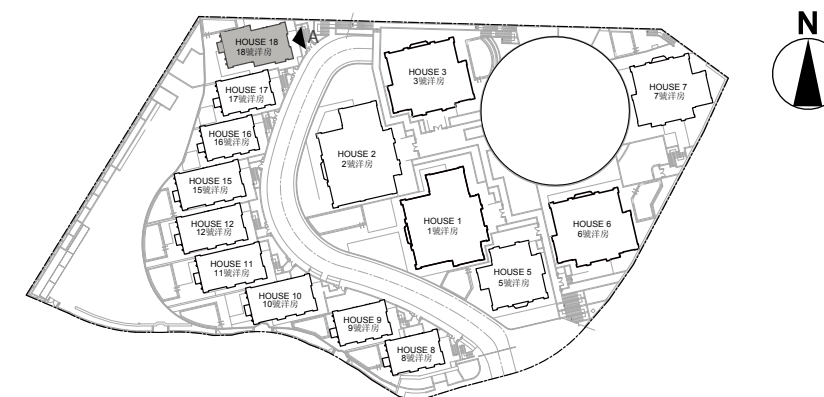 N
HOUSE 18
18號洋房
A
HOUSE 3
3號洋房
HOUSE 7
7號洋房
HOUSE 17
17號洋房
HOUSE 16
16號洋房
HOUSE 2
2號洋房
HOUSE 15
15號洋房
HOUSE 12
12號洋房
HOUSE 1
1號洋房
HOUSE 6
6號洋房
HOUSE 11
11號洋房
HOUSE 5
5號洋房
HOUSE 10
10號洋房
HOUSE 9
9號洋房
HOUSE 8
8號洋房